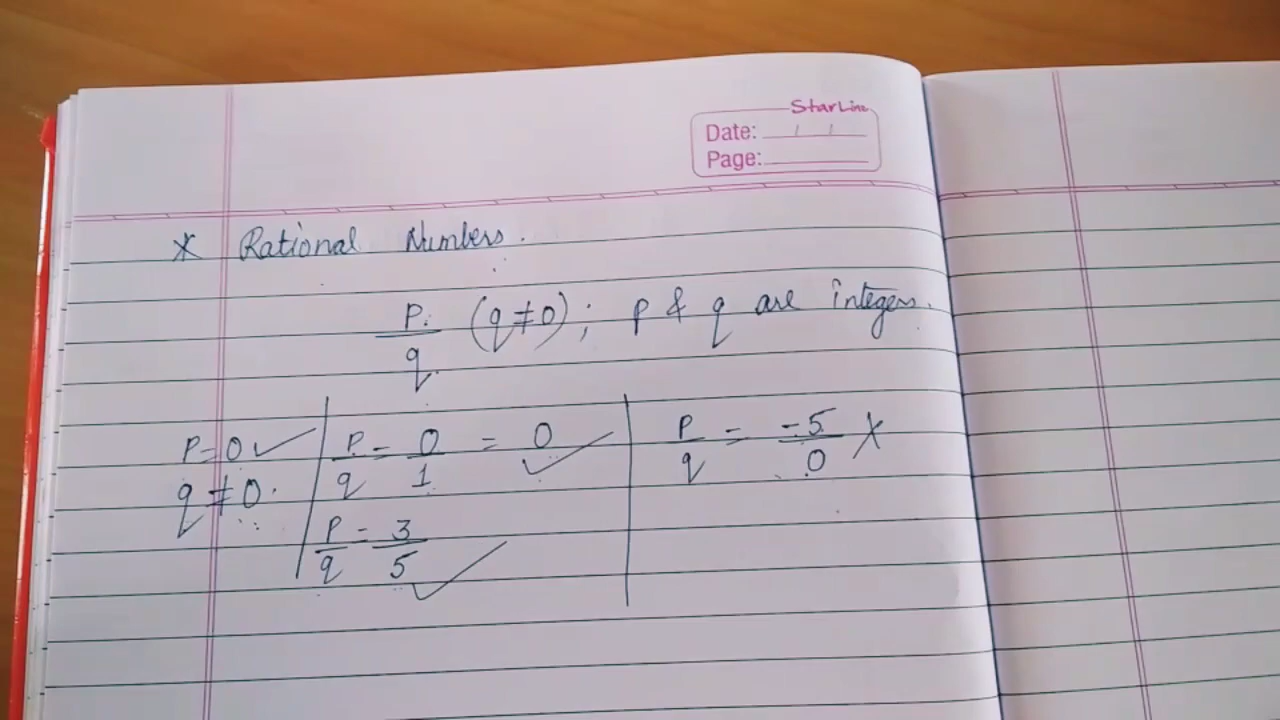 StarLine
Date: / /
Page:
* Rational Numbers.
p/q (q≠0); p & q are integers.
P=0 ✓
q≠0.
P/q = 0/1 = 0 ✓
P/q = 3/5 ✓
P/q = -5/0 X